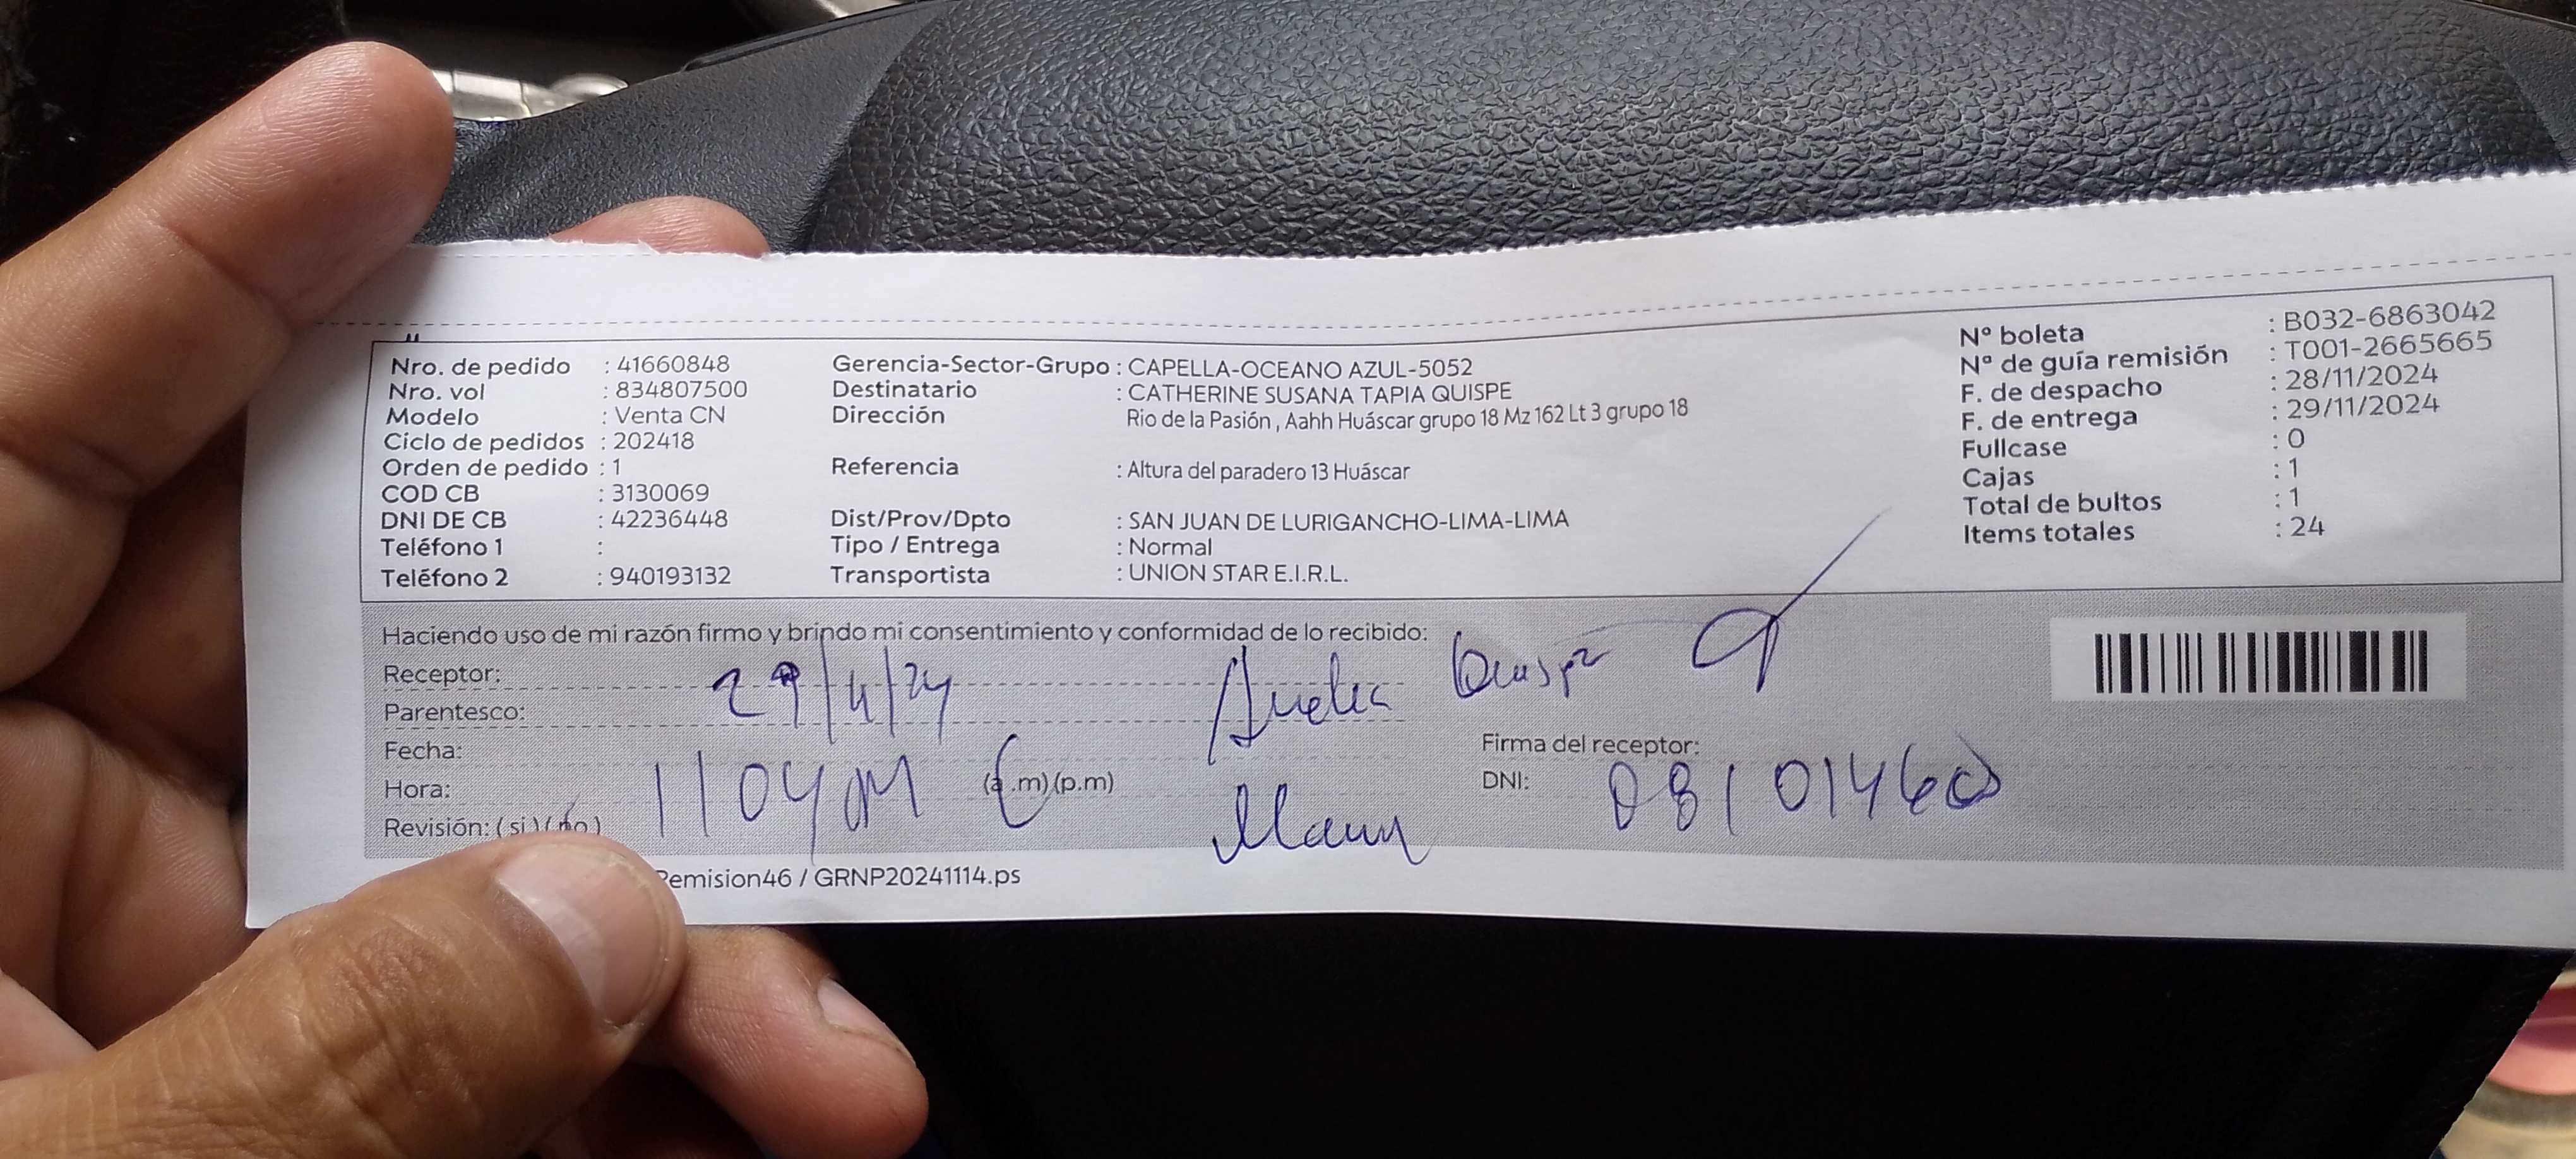 Nro. de pedido : 41660848
Nro. vol : 834807500
Modelo : Venta CN
Ciclo de pedidos : 202418
Orden de pedido : 1
COD CB : 3130069
DNI DE CB : 42236448
Teléfono 1 :
Teléfono 2 : 940193132
Gerencia-Sector-Grupo : CAPELLA-OCEANO AZUL-5052
Destinatario : CATHERINE SUSANA TAPIA QUISPE
Dirección Rio de la Pasión , Aahh Huáscar grupo 18 Mz 162 Lt 3 grupo 18
Referencia : Altura del paradero 13 Huáscar
Dist/Prov/Dpto : SAN JUAN DE LURIGANCHO-LIMA-LIMA
Tipo / Entrega : Normal
Transportista : UNION STAR E.I.R.L.
Nº boleta : B032-6863042
Nº de guía remisión : T001-2665665
F. de despacho : 28/11/2024
F. de entrega : 29/11/2024
Fullcase : 0
Cajas : 1
Total de bultos : 1
Items totales : 24
Haciendo uso de mi razón firmo y brindo mi consentimiento y conformidad de lo recibido:
Receptor:
Parentesco:
29/11/24
Quispe
Fecha:
Hora:
(a.m)(p.m)
Revisión: (si)(no)
Mam
Firma del receptor:
DNI: 08101460
Remision46 / GRNP20241114.ps